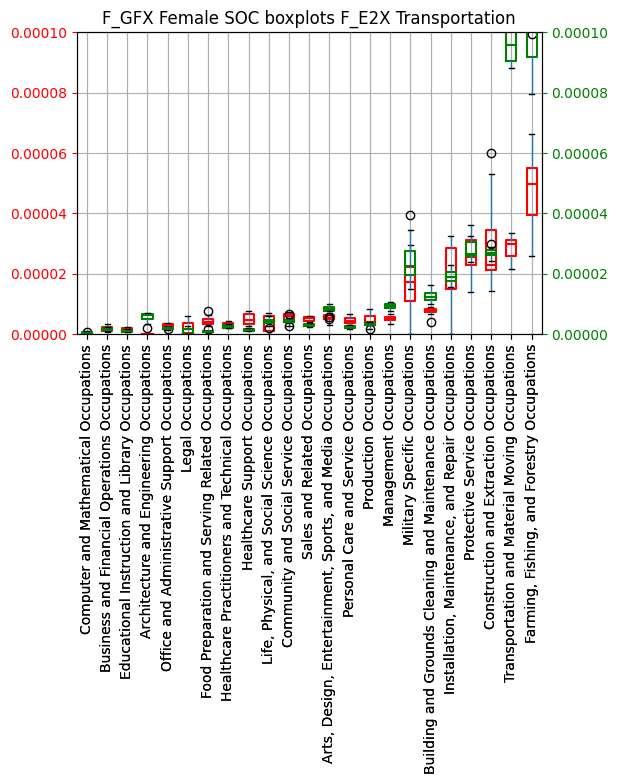 F_GFX Female SOC boxplots F_E2X Transportation
0.00010
0.00008
0.00006
0.00004
0.00002
0.00000
0.00010
0.00008
0.00006
0.00004
0.00002
0.00000
Computer and Mathematical Occupations
Business and Financial Operations Occupations
Educational Instruction and Library Occupations
Architecture and Engineering Occupations
Office and Administrative Support Occupations
Legal Occupations
Food Preparation and Serving Related Occupations
Healthcare Practitioners and Technical Occupations
Healthcare Support Occupations
Life, Physical, and Social Science Occupations
Community and Social Service Occupations
Sales and Related Occupations
Arts, Design, Entertainment, Sports, and Media Occupations
Personal Care and Service Occupations
Production Occupations
Management Occupations
Military Specific Occupations
Building and Grounds Cleaning and Maintenance Occupations
Installation, Maintenance, and Repair Occupations
Protective Service Occupations
Construction and Extraction Occupations
Transportation and Material Moving Occupations
Farming, Fishing, and Forestry Occupations